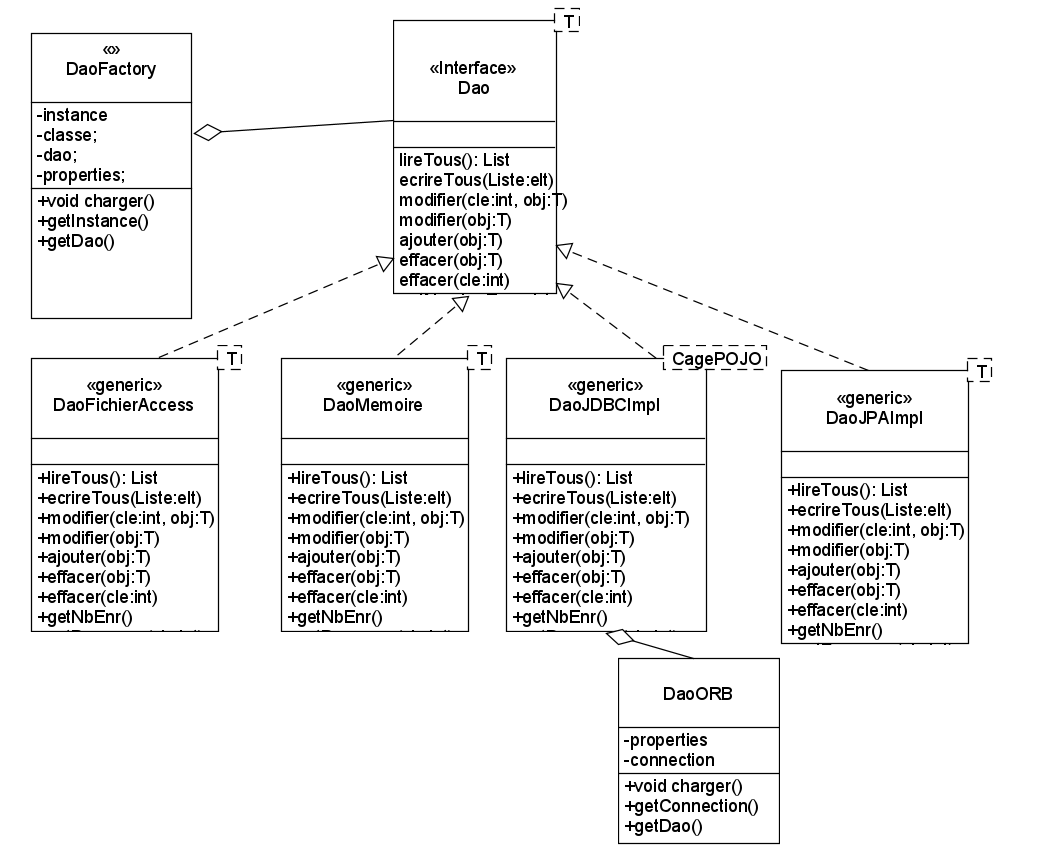 T
«»
DaoFactory
-instance
-classe;
-dao;
-properties;
+void charger()
+getInstance()
+getDao()
«Interface»
Dao
lireTous(): List
ecrireTous(Liste:elt)
modifier(cle:int, obj:T)
modifier(obj:T)
ajouter(obj:T)
effacer(obj:T)
effacer(cle:int)
T
«generic»
DaoFichierAccess
+lireTous(): List
+ecrireTous(Liste:elt)
+modifier(cle:int, obj:T)
+modifier(obj:T)
+ajouter(obj:T)
+effacer(obj:T)
+effacer(cle:int)
+getNbEnr()
T
«generic»
DaoMemoire
+lireTous(): List
+ecrireTous(Liste:elt)
+modifier(cle:int, obj:T)
+modifier(obj:T)
+ajouter(obj:T)
+effacer(obj:T)
+effacer(cle:int)
+getNbEnr()
CagePOJO
«generic»
DaoJDBCImpl
+lireTous(): List
+ecrireTous(Liste:elt)
+modifier(cle:int, obj:T)
+modifier(obj:T)
+ajouter(obj:T)
+effacer(obj:T)
+effacer(cle:int)
+getNbEnr()
T
«generic»
DaoJPAImpl
+lireTous(): List
+ecrireTous(Liste:elt)
+modifier(cle:int, obj:T)
+modifier(obj:T)
+ajouter(obj:T)
+effacer(obj:T)
+effacer(cle:int)
+getNbEnr()
DaoORB
-properties
-connection
+void charger()
+getConnection()
+getDao()